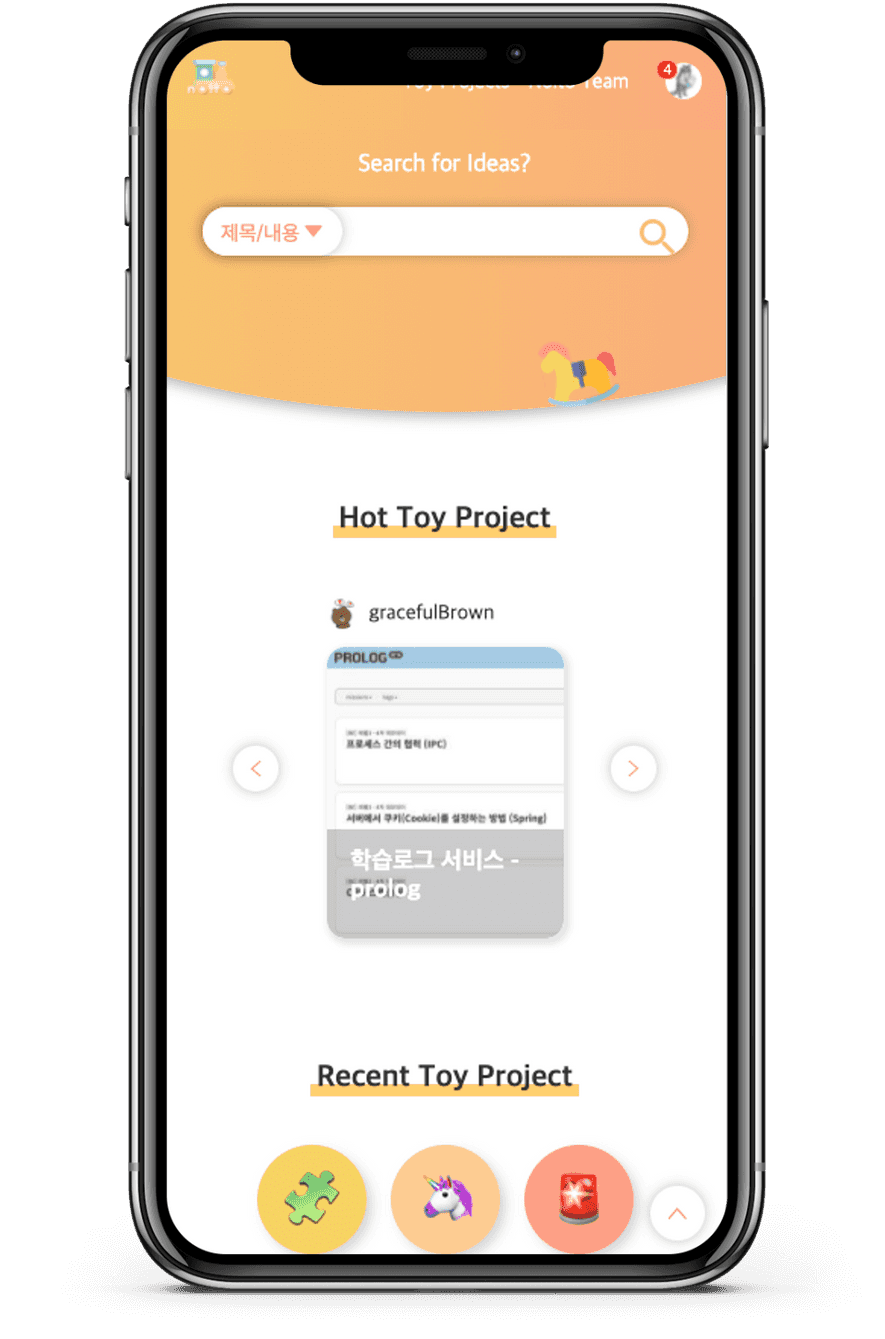 Toy Projects Nolto Team
4
Search for Ideas?
제목/내용
Hot Toy Project
gracefulBrown
PROLOG
missions
tags
프로세스 간의 협력 (IPC)
서버에서 쿠키(Cookie)를 설정하는 방법 (Spring)
학습로그 서비스 -
prolog
Recent Toy Project